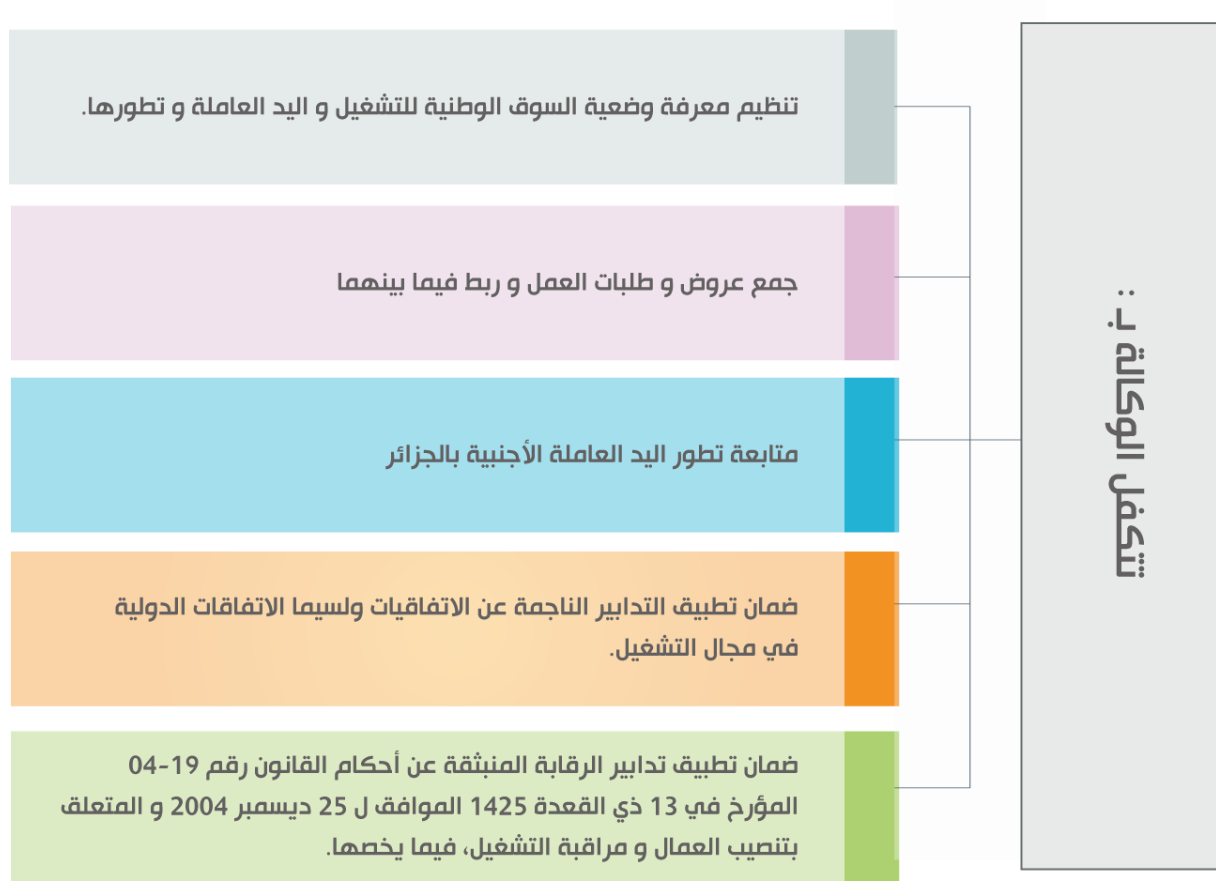 تتكفل الوكالة بـ :
تنظيم معرفة وضعية السوق الوطنية للتشغيل و اليد العاملة و تطورها.
جمع عروض و طلبات العمل و ربط فيما بينهما
متابعة تطور اليد العاملة الأجنبية بالجزائر
ضمان تطبيق التدابير الناجمة عن الاتفاقيات ولسيما الاتفاقات الدولية
في مجال التشغيل.
ضمان تطبيق تدابير الرقابة المنبثقة عن أحكام القانون رقم 19-04
المؤرخ في 13 ذي القعدة 1425 الموافق ل 25 ديسمبر 2004 و المتعلق
بتنصيب العمال و مراقبة التشغيل، فيما يخصها.